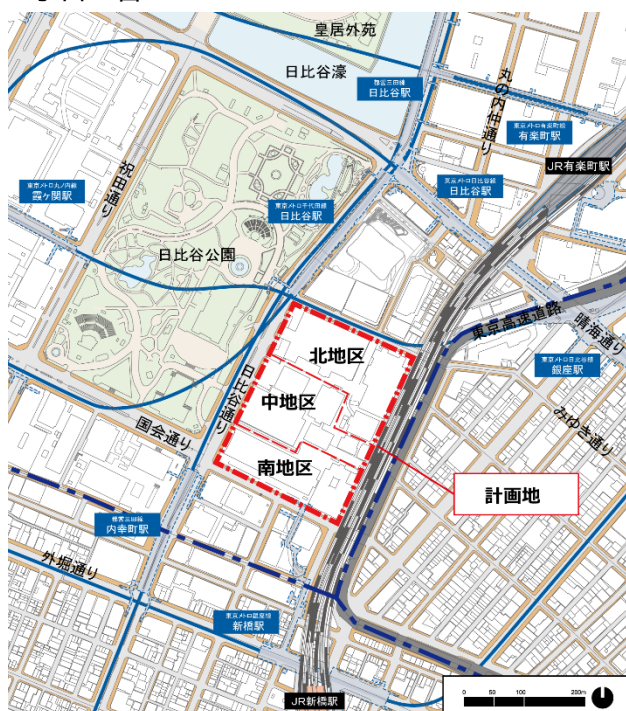 皇居外苑
日比谷濠
都営三田線
日比谷駅
丸の内仲通り
東京メトロ有楽町線
有楽町駅
JR有楽町駅
祝田通り
東京メトロ丸ノ内線
霞ヶ関駅
東京メトロ千代田線
日比谷駅
東京メトロ日比谷線
日比谷駅
日比谷公園
東京高速道路
晴海通り
北地区
東京メトロ日比谷線
銀座駅
日比谷通り
中地区
みゆき通り
国会通り
南地区
計画地
都営三田線
内幸町駅
外堀通り
東京メトロ銀座線
新橋駅
JR新橋駅
0 50 100 200m